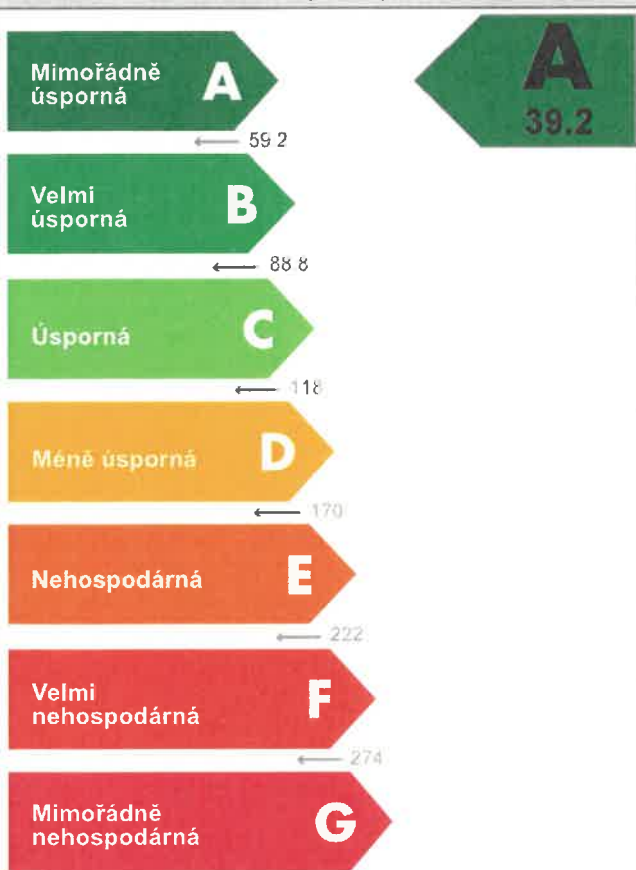 Mimořádně
úsporná
A
59.2
A
39.2
Velmi
úsporná
B
88.8
Úsporná
C
118
Méně úsporná
D
170
Nehospodárná
E
222
Velmi
nehospodárná
F
274
Mimořádně
nehospodárná
G